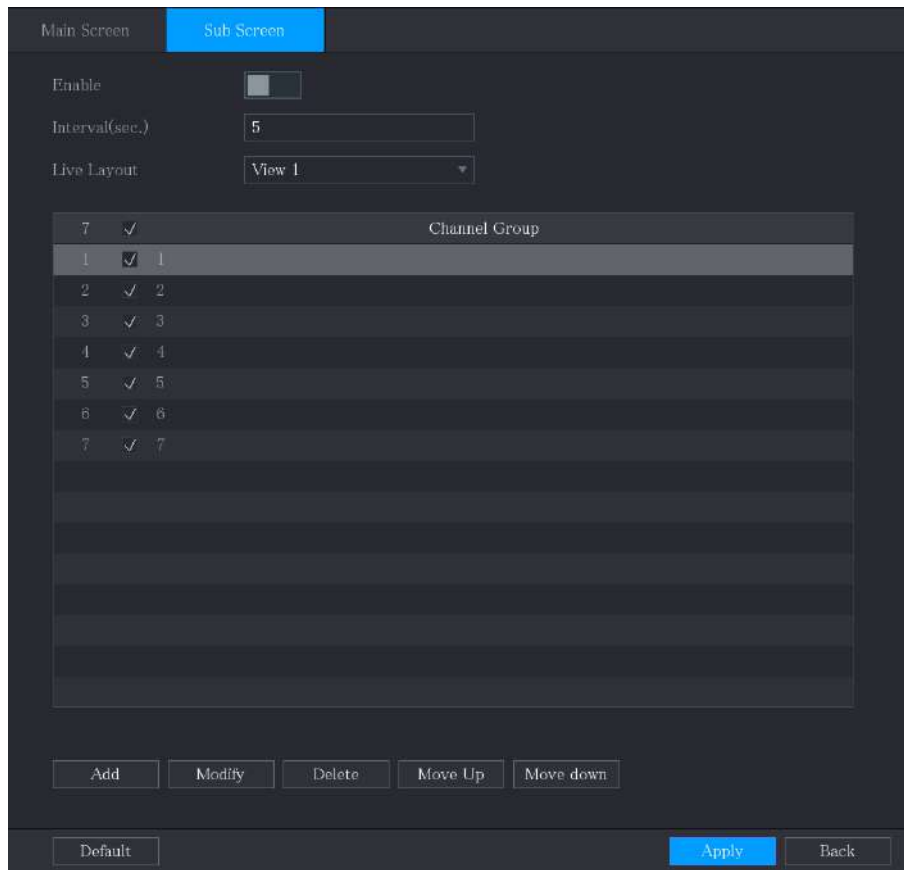 Main Screen Sub Screen
Enable
Interval(sec.) 5
Live Layout View 1
7 Channel Group
1 1
2 2
3 3
4 4
5 5
6 6
7 7
Add Modify Delete Move Up Move down
Default Apply Back